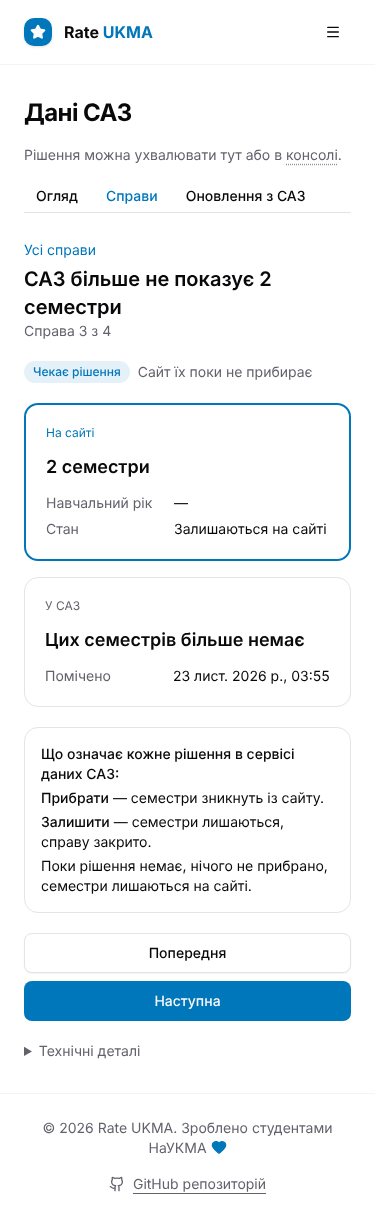 Rate UKMA
Дані САЗ
Рішення можна ухвалювати тут або в консолі.
Огляд Справи Оновлення з САЗ
Усі справи
САЗ більше не показує 2
семестри
Справа 3 з 4
Чекає рішення Сайт їх поки не прибирає
На сайті
2 семестри
Навчальний рік —
Стан Залишаються на сайті
У САЗ
Цих семестрів більше немає
Помічено 23 лист. 2026 р., 03:55
Що означає кожне рішення в сервісі
даних САЗ:
Прибрати — семестри зникнуть із сайту.
Залишити — семестри лишаються,
справу закрито.
Поки рішення немає, нічого не прибрано,
семестри лишаються на сайті.
Попередня
Наступна
Технічні деталі
© 2026 Rate UKMA. Зроблено студентами
НаУКМА
GitHub репозиторій